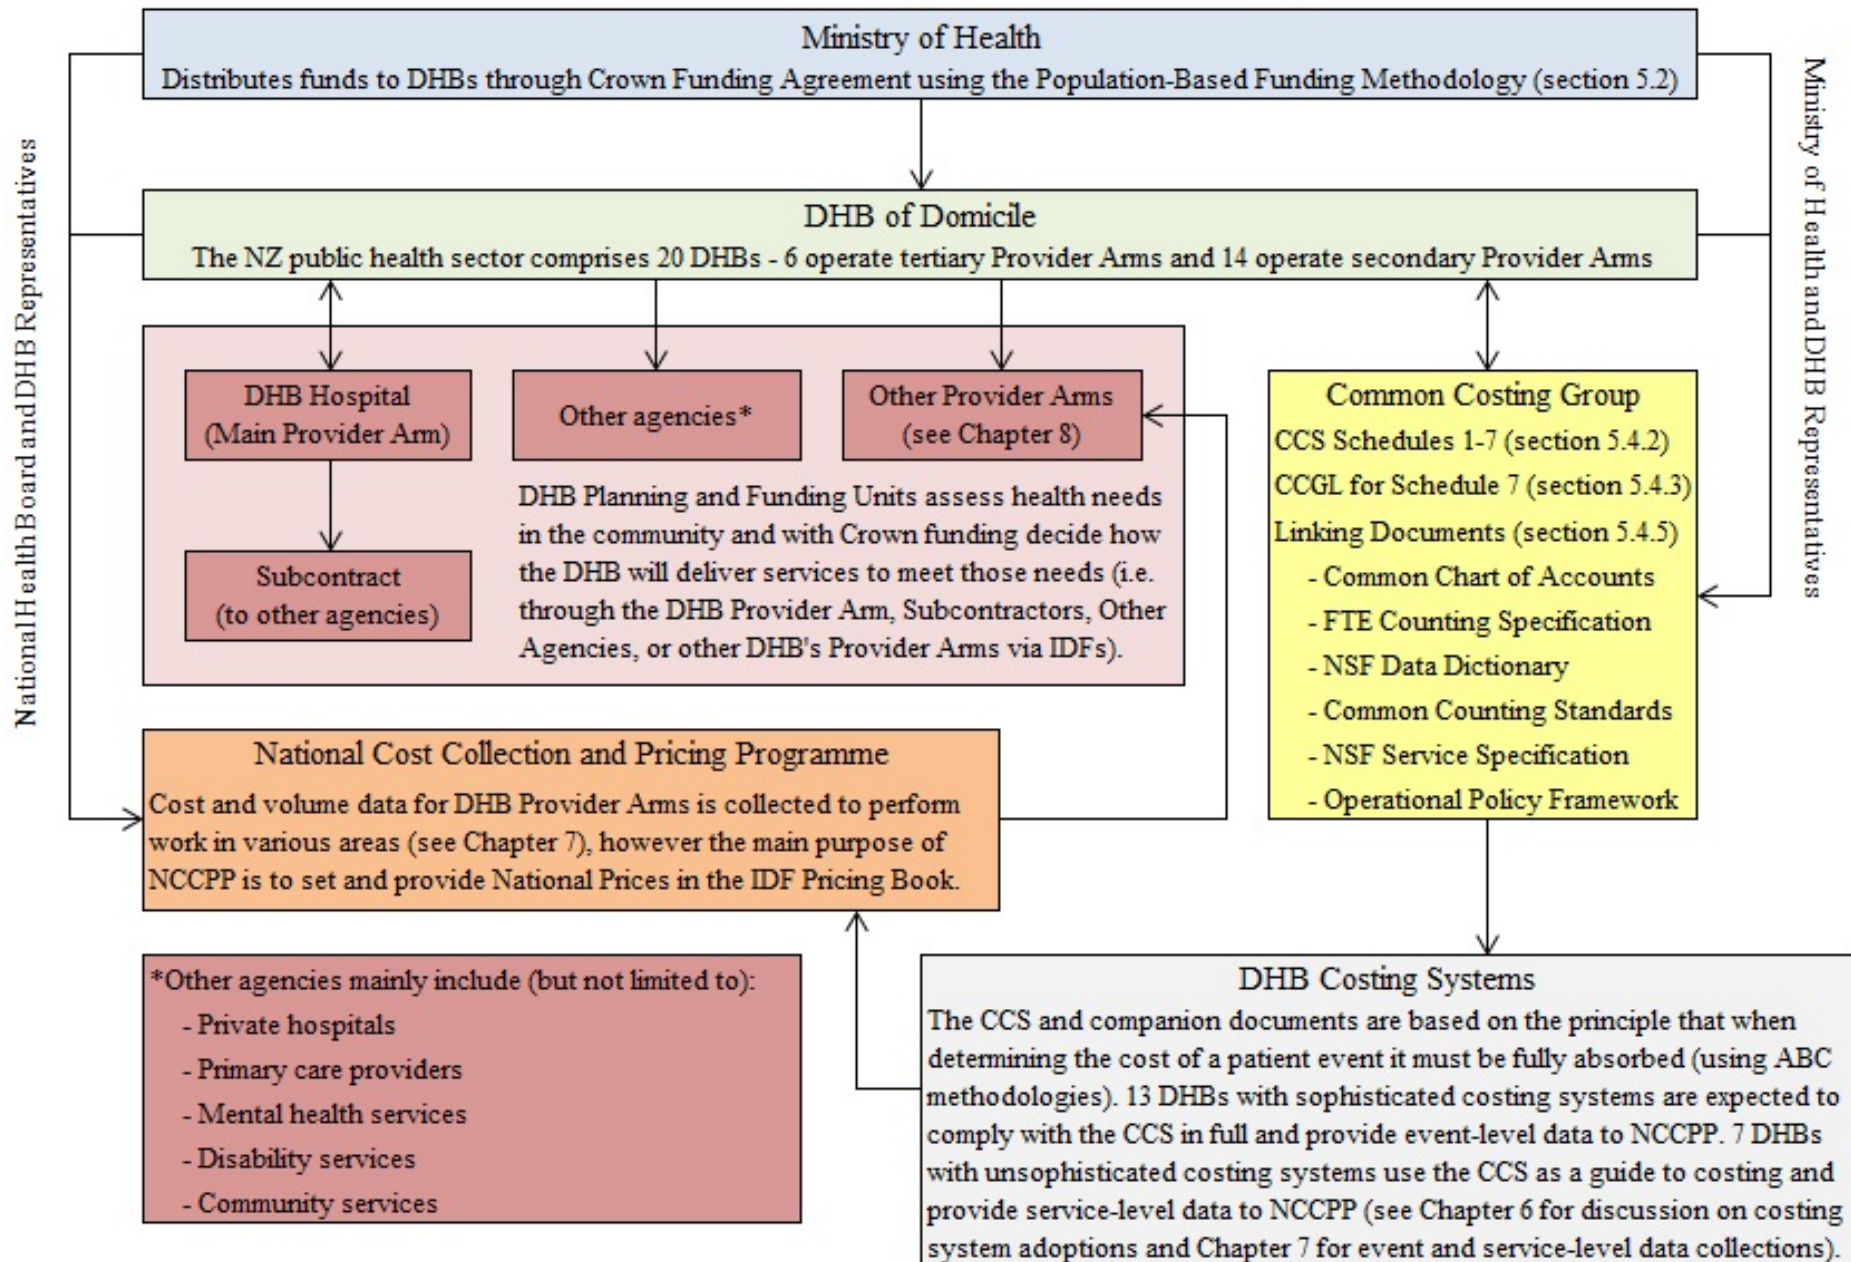 Ministry of Health
Distributes funds to DHBs through Crown Funding Agreement using the Population-Based Funding Methodology (section 5.2)
National Health Board and DHB Representatives
Ministry of Health and DHB Representatives
DHB of Domicile
The NZ public health sector comprises 20 DHBs - 6 operate tertiary Provider Arms and 14 operate secondary Provider Arms
DHB Hospital
(Main Provider Arm)
Other agencies*
Other Provider Arms
(see Chapter 8)
Subcontract
(to other agencies)
DHB Planning and Funding Units assess health needs
in the community and with Crown funding decide how
the DHB will deliver services to meet those needs (i.e.
through the DHB Provider Arm, Subcontractors, Other
Agencies, or other DHB's Provider Arms via IDFs).
Common Costing Group
CCS Schedules 1-7 (section 5.4.2)
CCGL for Schedule 7 (section 5.4.3)
Linking Documents (section 5.4.5)
- Common Chart of Accounts
- FTE Counting Specification
- NSF Data Dictionary
- Common Counting Standards
- NSF Service Specification
- Operational Policy Framework
National Cost Collection and Pricing Programme
Cost and volume data for DHB Provider Arms is collected to perform
work in various areas (see Chapter 7), however the main purpose of
NCCPP is to set and provide National Prices in the IDF Pricing Book.
*Other agencies mainly include (but not limited to):
- Private hospitals
- Primary care providers
- Mental health services
- Disability services
- Community services
DHB Costing Systems
The CCS and companion documents are based on the principle that when
determining the cost of a patient event it must be fully absorbed (using ABC
methodologies). 13 DHBs with sophisticated costing systems are expected to
comply with the CCS in full and provide event-level data to NCCPP. 7 DHBs
with unsophisticated costing systems use the CCS as a guide to costing and
provide service-level data to NCCPP (see Chapter 6 for discussion on costing
system adoptions and Chapter 7 for event and service-level data collections).